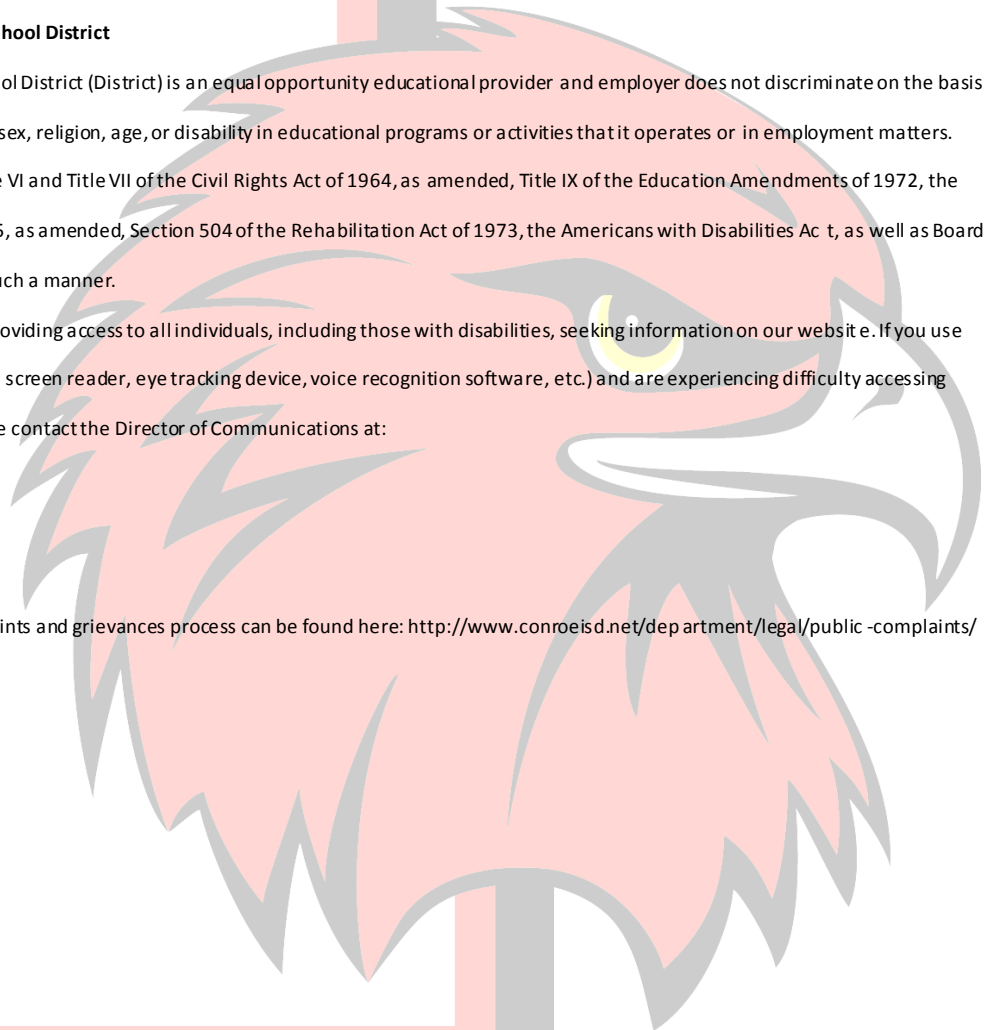 hool District
ol District (District) is an equal opportunity educational provider and employer does not discriminate on the basis
sex, religion, age, or disability in educational programs or activities that it operates or in employment matters.
e VI and Title VII of the Civil Rights Act of 1964, as amended, Title IX of the Education Amendments of 1972, the
5, as amended, Section 504 of the Rehabilitation Act of 1973, the Americans with Disabilities Ac t, as well as Board
uch a manner.
oviding access to all individuals, including those with disabilities, seeking information on our websit e. If you use
screen reader, eye tracking device, voice recognition software, etc.) and are experiencing difficulty accessing
e contact the Director of Communications at:
ints and grievances process can be found here: http://www.conroeisd.net/dep artment/legal/public -complaints/